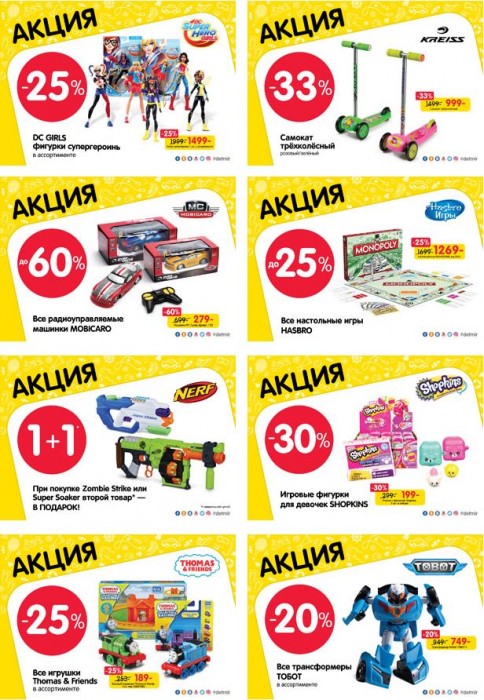 АКЦИЯ
-25%
DC
SUPER
HERO
GIRLS
DC GIRLS
фигурки супергероинь
в ассортименте
-25%
1999- 1499-
АКЦИЯ
-33%
KREISS
-33%
1499- 999-
Самокат
трёхколёсный
розовый/зелёный
АКЦИЯ
до 60%
MC
MOBICARO
Все радиоуправляемые
машинки MOBICARO
-60%
699- 279-
АКЦИЯ
до 25%
Hasbro
Игры
MONOPOLY
-25%
1699- 1269-
Все настольные игры
HASBRO
АКЦИЯ
1+1*
NERF
При покупке Zombie Strike или
Super Soaker второй товар* —
В ПОДАРОК!
АКЦИЯ
-30%
Shopkins
Shopkins
-30%
299- 199-
Игровые фигурки
для девочек SHOPKINS
АКЦИЯ
-25%
THOMAS
& FRIENDS
Все игрушки
Thomas & Friends
в ассортименте
-25%
253- 189-
АКЦИЯ
-20%
TOBOT
-20%
949- 749-
Все трансформеры
TOBOT
в ассортименте